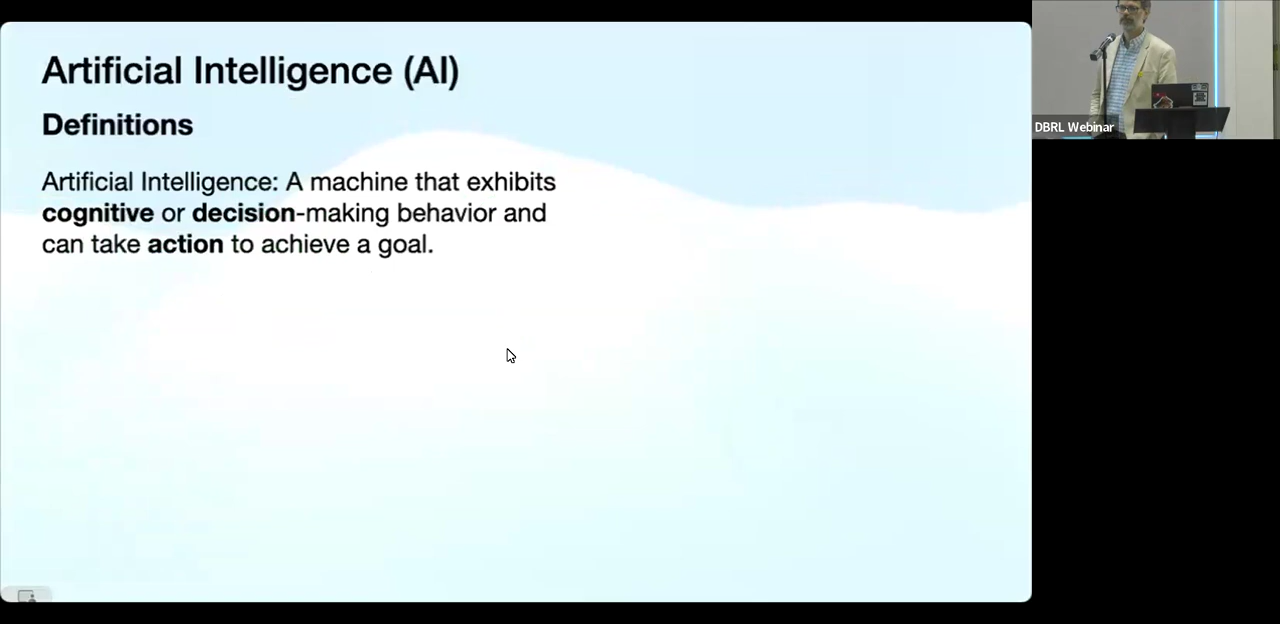 Artificial Intelligence (AI)
Definitions
Artificial Intelligence: A machine that exhibits
cognitive or decision-making behavior and
can take action to achieve a goal.
DBRL Webinar